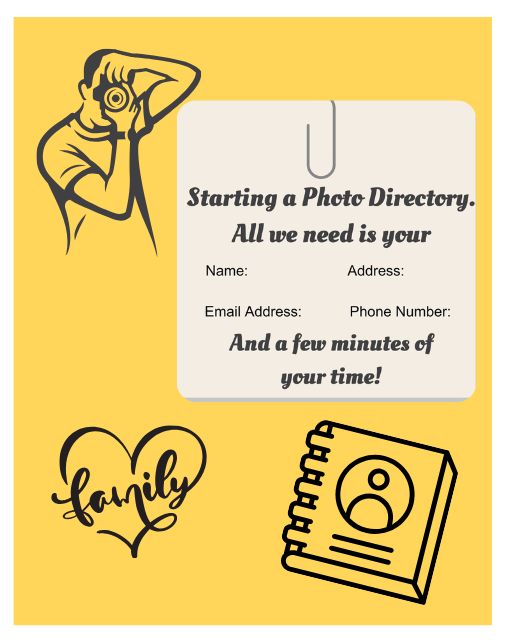 Starting a Photo Directory.
All we need is your
Name: Address:
Email Address: Phone Number:
And a few minutes of
your time!
family